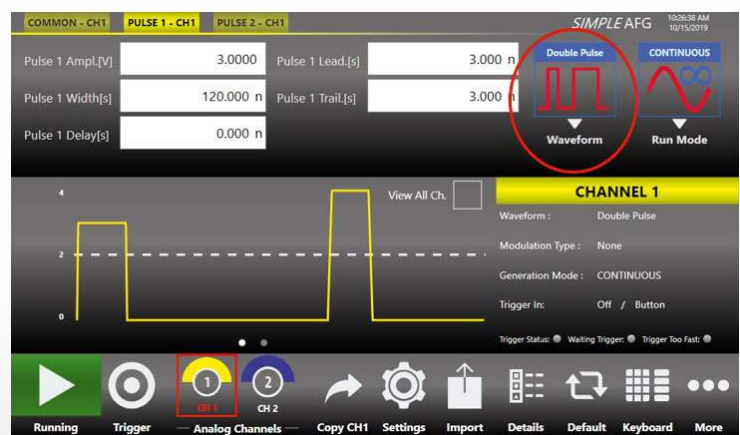 COMMON - CH1 PULSE 1 - CH1 PULSE 2 - CH1 SIMPLE AFG 10:26:38 AM
10/15/2019
Pulse 1 Ampl.[V] 3.0000 Pulse 1 Lead.[s] 3.000 n
Pulse 1 Width[s] 120.000 n Pulse 1 Trail.[s] 3.000 n
Pulse 1 Delay[s] 0.000 n
Double Pulse CONTINUOUS
Waveform Run Mode
4 View All Ch.
2
0
CHANNEL 1
Waveform : Double Pulse
Modulation Type : None
Generation Mode : CONTINUOUS
Trigger In: Off / Button
Trigger Status: Waiting Trigger: Trigger Too Fast:
1 2
CH 1 CH 2
Running Trigger Analog Channels Copy CH1 Settings Import Details Default Keyboard More